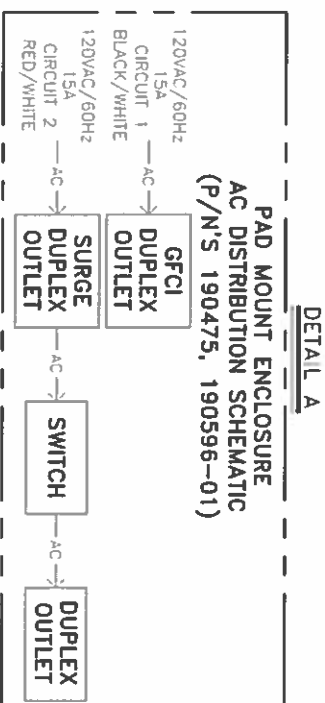 DETAIL A
PAD MOUNT ENCLOSURE
AC DISTRIBUTION SCHEMATIC
(P/N'S 190475, 190596-01)
120VAC/60Hz
15A
CIRCUIT 1
BLACK/WHITE
AC
GFCI
DUPLEX
OUTLET
120VAC/60Hz
15A
CIRCUIT 2
RED/WHITE
AC
SURGE
DUPLEX
OUTLET
AC
SWITCH
AC
DUPLEX
OUTLET